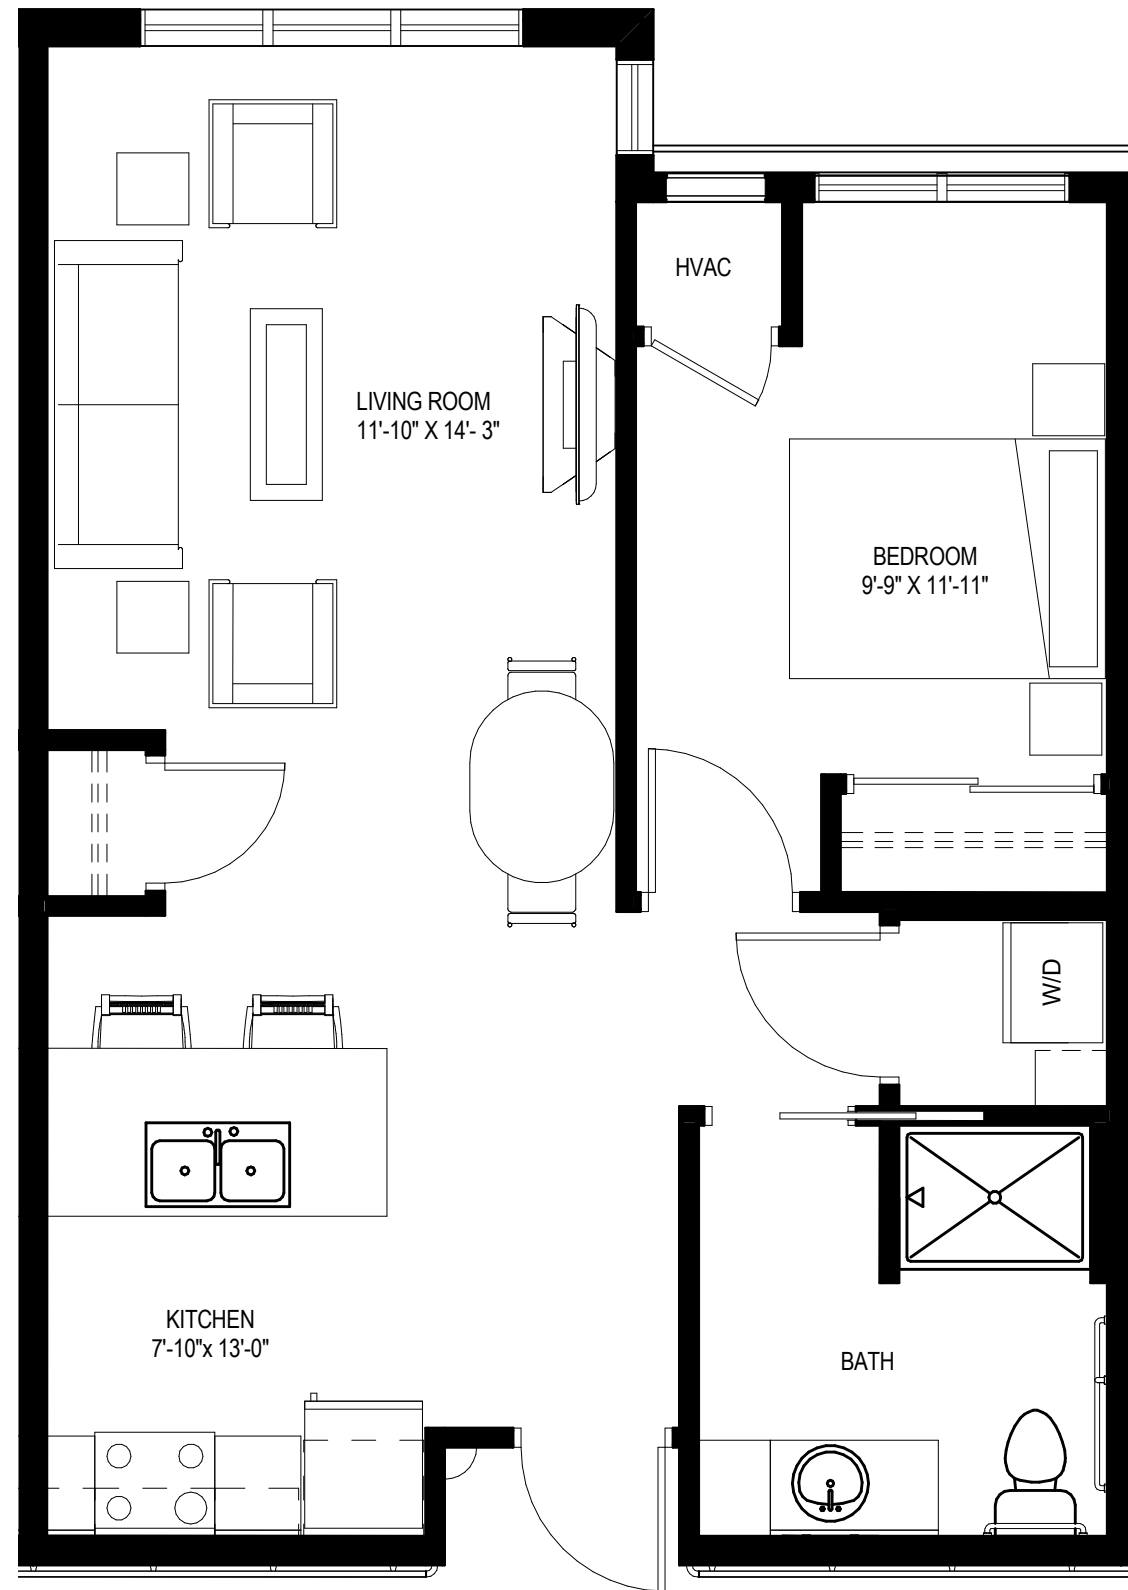 HVAC
LIVING ROOM
11'-10" X 14'- 3"
BEDROOM
9'-9" X 11'-11"
W/D
KITCHEN
7'-10"x 13'-0"
BATH